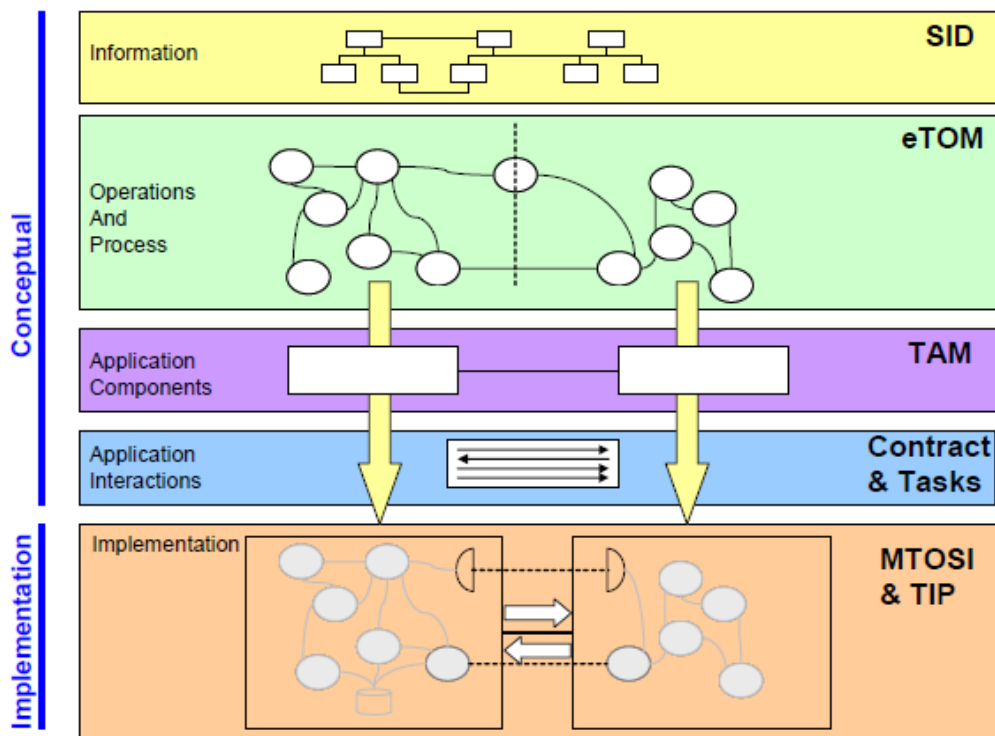 Conceptual
Information
SID
eTOM
Operations
And
Process
TAM
Application
Components
Application
Interactions
Contract
& Tasks
Implementation
Implementation
MTOSI
& TIP